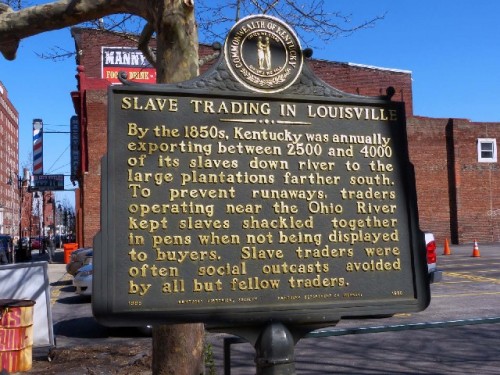 MANNY
FOOD DRINK
COMMONWEALTH OF KENTUCKY
SLAVE TRADING IN LOUISVILLE
By the 1850s, Kentucky was annually
exporting between 2500 and 4000
of its slaves down river to the
large plantations farther south.
To prevent runaways, traders
operating near the Ohio River
kept slaves shackled together
in pens when not being displayed
to buyers. Slave traders were
often social outcasts avoided
by all but fellow traders.